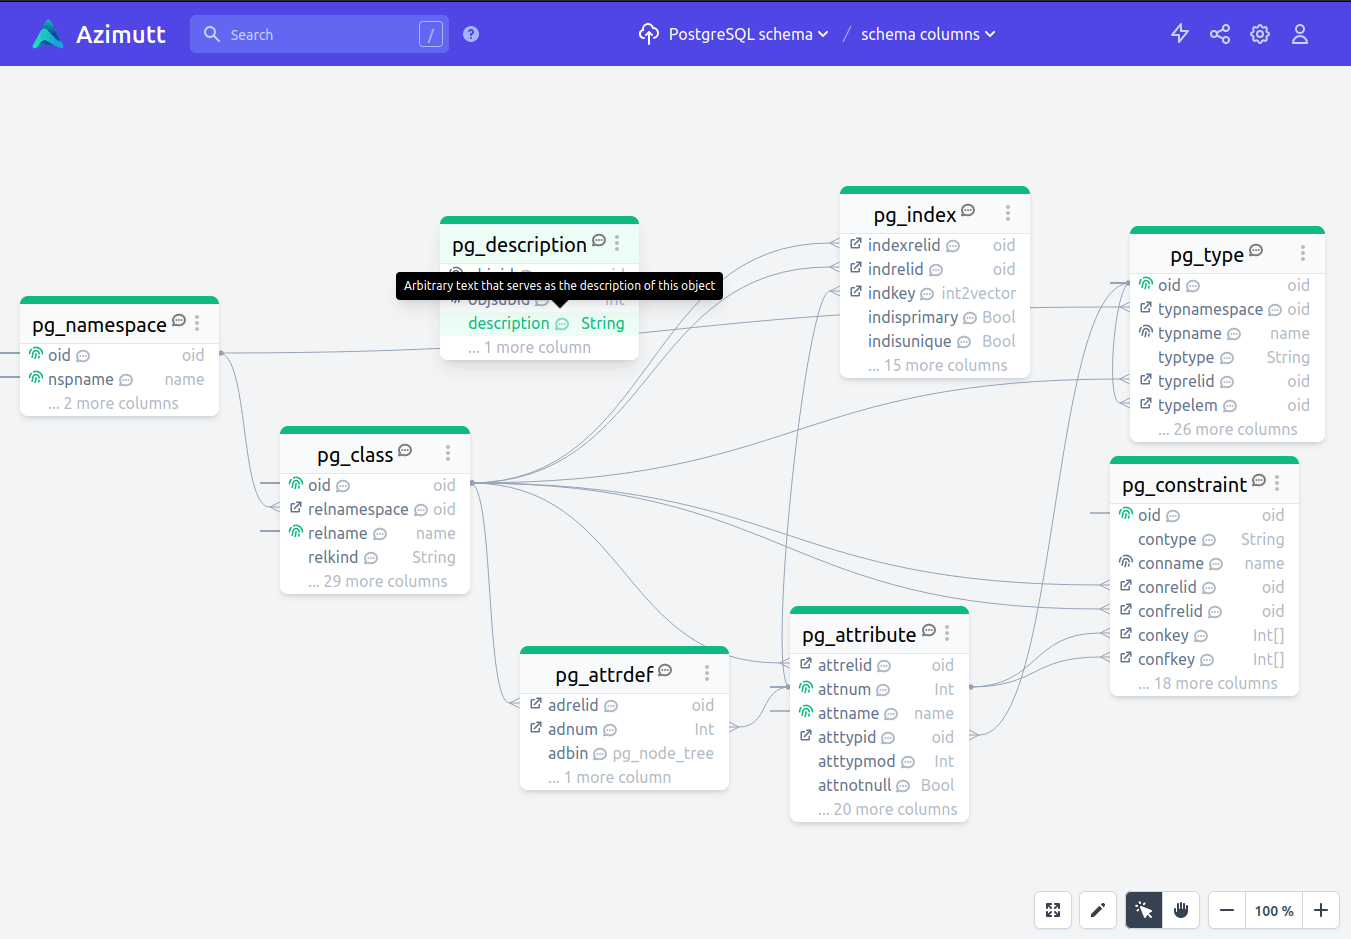 Azimutt
Search
/
?
PostgreSQL schema
/
schema columns
pg_namespace
oid oid
nspname name
... 2 more columns
pg_description
Arbitrary text that serves as the description of this object
description String
... 1 more column
pg_class
oid oid
relnamespace oid
relname name
relkind String
... 29 more columns
pg_attrdef
adrelid oid
adnum Int
adbin pg_node_tree
... 1 more column
pg_index
indexrelid oid
indrelid oid
indkey int2vector
indisprimary Bool
indisunique Bool
... 15 more columns
pg_attribute
attrelid oid
attnum Int
attname name
atttypid oid
atttypmod Int
attnotnull Bool
... 20 more columns
pg_type
oid oid
typnamespace oid
typname name
typtype String
typrelid oid
typelem oid
... 26 more columns
pg_constraint
oid oid
contype String
conname name
conrelid oid
confrelid oid
conkey Int[]
confkey Int[]
... 18 more columns
100 %